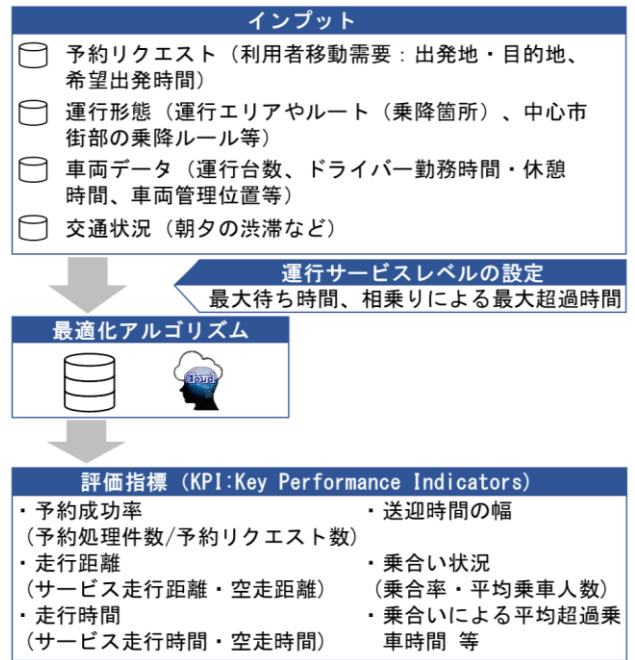 インプット
予約リクエスト（利用者移動需要：出発地・目的地、
希望出発時間）
運行形態（運行エリアやルート（乗降箇所）、中心市
街部の乗降ルール等）
車両データ（運行台数、ドライバー勤務時間・休憩
時間、車両管理位置等）
交通状況（朝夕の渋滞など）
運行サービスレベルの設定
最大待ち時間、相乗りによる最大超過時間
最適化アルゴリズム
Cloud
評価指標（KPI:Key Performance Indicators）
・予約成功率
（予約処理件数/予約リクエスト数）
・走行距離
（サービス走行距離・空走距離）
・走行時間
（サービス走行時間・空走時間）
・送迎時間の幅
・乗合い状況
（乗合率・平均乗車人数）
・乗合いによる平均超過乗
車時間 等